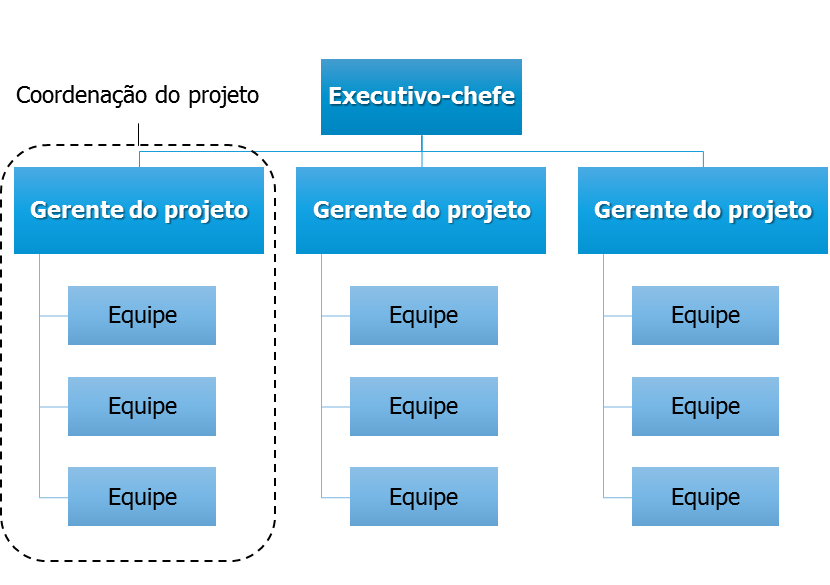 Coordenação do projeto
Executivo-chefe
Gerente do projeto
Gerente do projeto
Gerente do projeto
Equipe
Equipe
Equipe
Equipe
Equipe
Equipe
Equipe
Equipe
Equipe